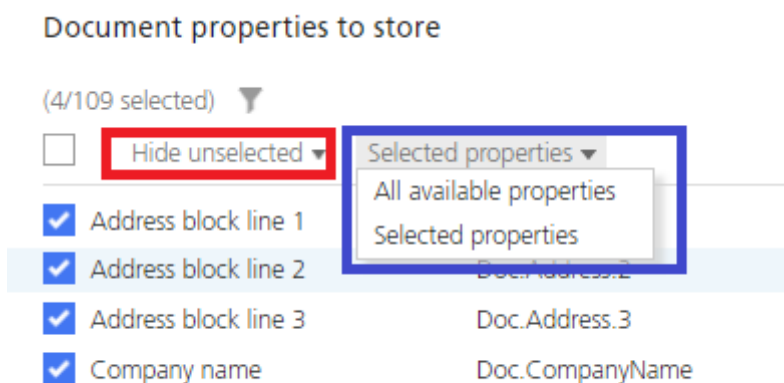 Document properties to store
(4/109 selected)
Hide unselected Selected properties
All available properties
Address block line 1
Selected properties
Address block line 2 Doc.Address.2
Address block line 3 Doc.Address.3
Company name Doc.CompanyName